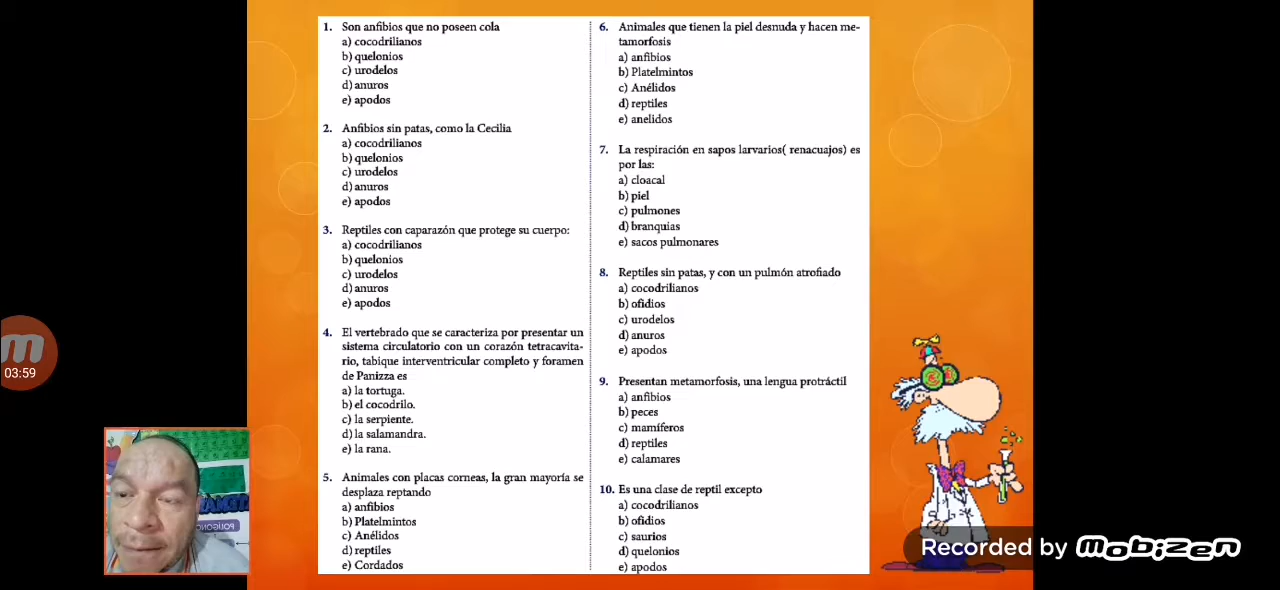 1. Son anfibios que no poseen cola
a) cocodrilianos
b) quelonios
c) urodelos
d) anuros
e) apodos
2. Anfibios sin patas, como la Cecilia
a) cocodrilianos
b) quelonios
c) urodelos
d) anuros
e) apodos
3. Reptiles con caparazón que protege su cuerpo:
a) cocodrilianos
b) quelonios
c) urodelos
d) anuros
e) apodos
4. El vertebrado que se caracteriza por presentar un
sistema circulatorio con un corazón tetracavita-
rio, tabique interventricular completo y foramen
de Panizza es
a) la tortuga.
b) el cocodrilo.
c) la serpiente.
d) la salamandra.
e) la rana.
5. Animales con placas corneas, la gran mayoría se
desplaza reptando
a) anfibios
b) Platelmintos
c) Anélidos
d) reptiles
e) Cordados
6. Animales que tienen la piel desnuda y hacen me-
tamorfosis
a) anfibios
b) Platelmintos
c) Anélidos
d) reptiles
e) anelidos
7. La respiración en sapos larvarios( renacuajos) es
por las:
a) cloacal
b) piel
c) pulmones
d) branquias
e) sacos pulmonares
8. Reptiles sin patas, y con un pulmón atrofiado
a) cocodrilianos
b) ofidios
c) urodelos
d) anuros
e) apodos
9. Presentan metamorfosis, una lengua protráctil
a) anfibios
b) peces
c) mamíferos
d) reptiles
e) calamares
10. Es una clase de reptil excepto
a) cocodrilianos
b) ofidios
c) saurios
d) quelonios
e) apodos
m
03:59
Recorded by mobizen